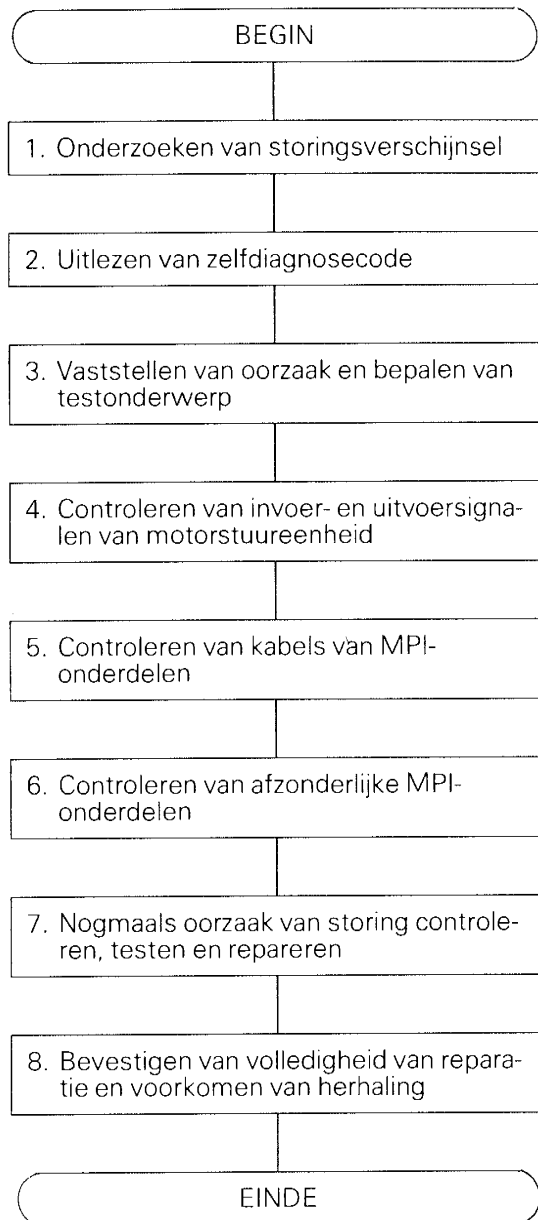 BEGIN
1. Onderzoeken van storingsverschijnsel
2. Uitlezen van zelfdiagnosecode
3. Vaststellen van oorzaak en bepalen van
testonderwerp
4. Controleren van invoer- en uitvoersigna-
len van motorstuureenheid
5. Controleren van kabels van MPI-
onderdelen
6. Controleren van afzonderlijke MPI-
onderdelen
7. Nogmaals oorzaak van storing controle-
ren, testen en repareren
8. Bevestigen van volledigheid van repara-
tie en voorkomen van herhaling
EINDE